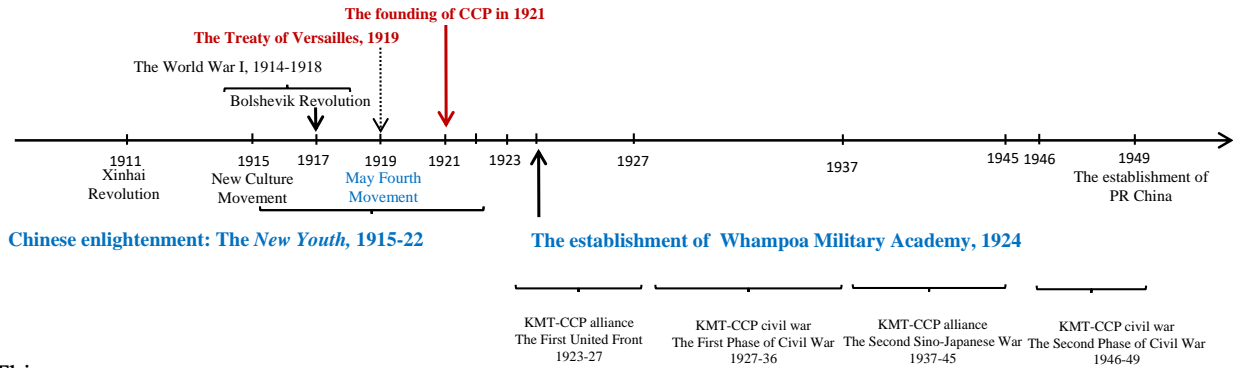 The founding of CCP in 1921
The Treaty of Versailles, 1919
The World War I, 1914-1918
Bolshevik Revolution
1911
Xinhai
Revolution
1915
New Culture
Movement
1917
1919
May Fourth
Movement
1921
1923
1927
1937
1945
1946
1949
The establishment of
PR China
Chinese enlightenment: The New Youth, 1915-22
The establishment of Whampoa Military Academy, 1924
KMT-CCP alliance
The First United Front
1923-27
KMT-CCP civil war
The First Phase of Civil War
1927-36
KMT-CCP alliance
The Second Sino-Japanese War
1937-45
KMT-CCP civil war
The Second Phase of Civil War
1946-49